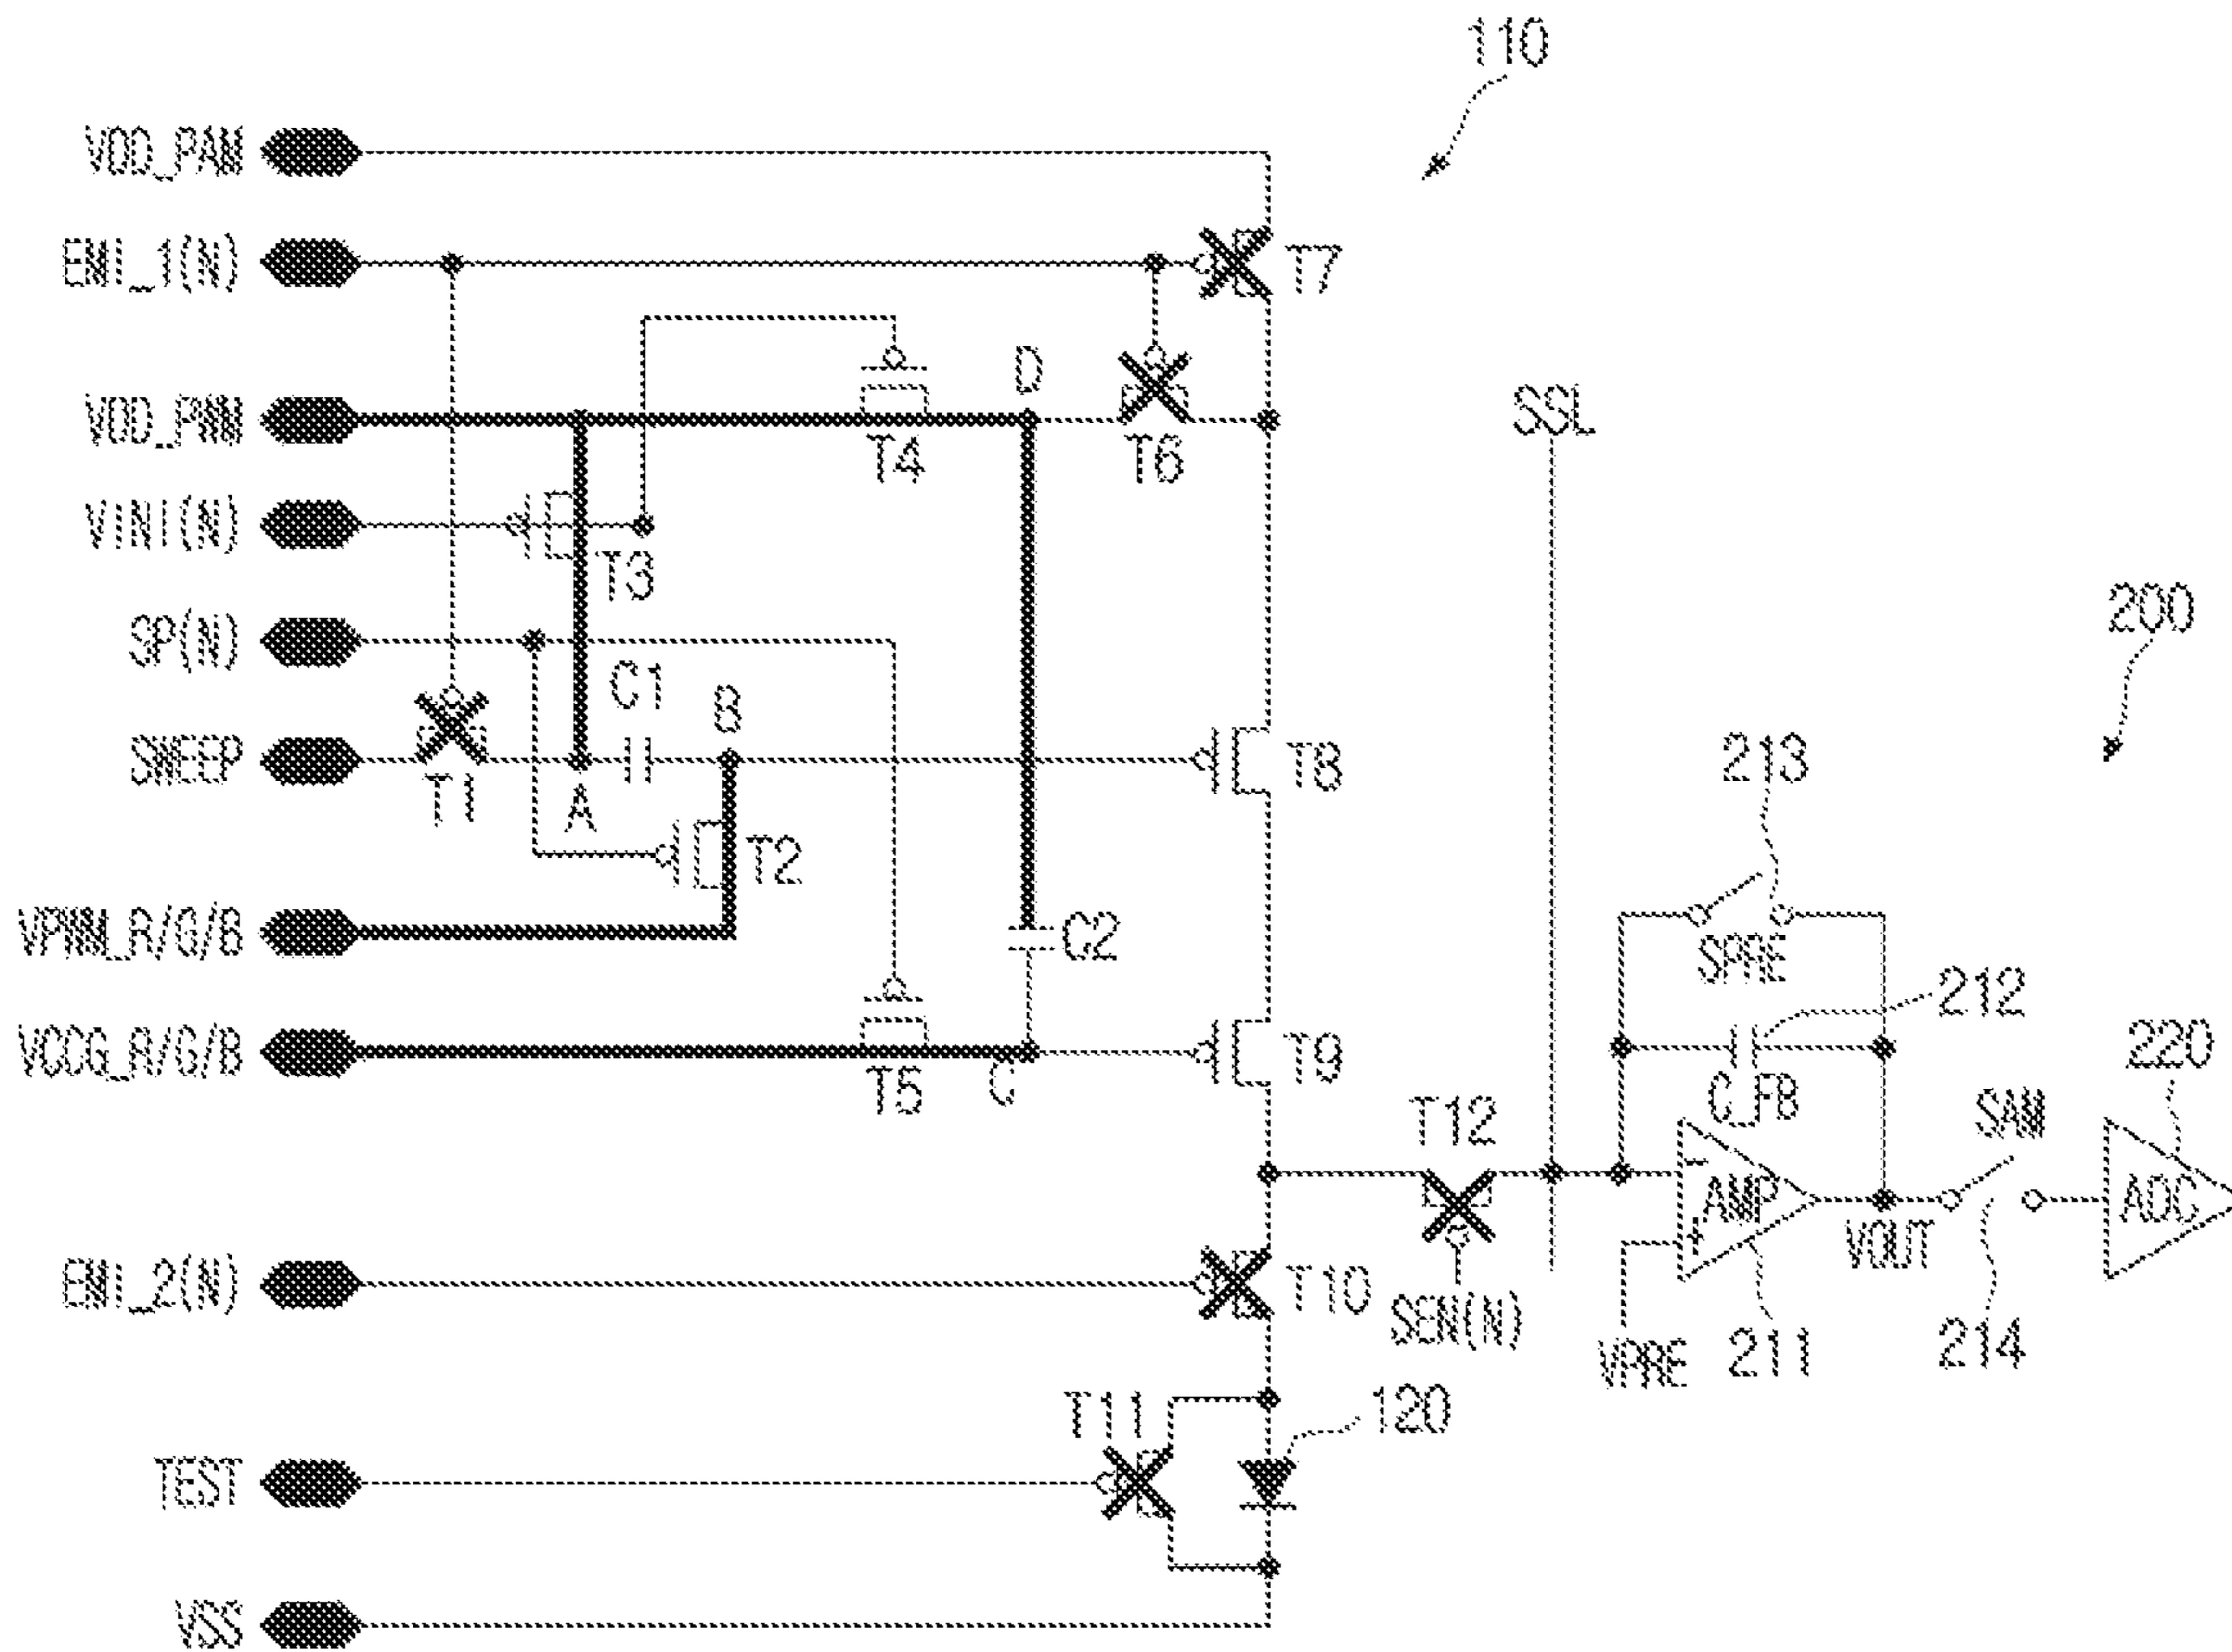 110
VDD_PAM
EMI_1(N)
T7
VDD_PWM
T4
D
T6
SSL
VINI(N)
T3
SP(N)
200
C1
B
SWEEP
T1
A
T8
213
T2
VPWM_R/G/B
C2
SPRE
212
VCCG_R/G/B
T5
C
T9
C_FB
220
T12
SAM
- AMP +
ADC
VOUT
EMI_2(N)
T10
SEN(N)
VPRE
211
214
T11
120
TEST
VSS